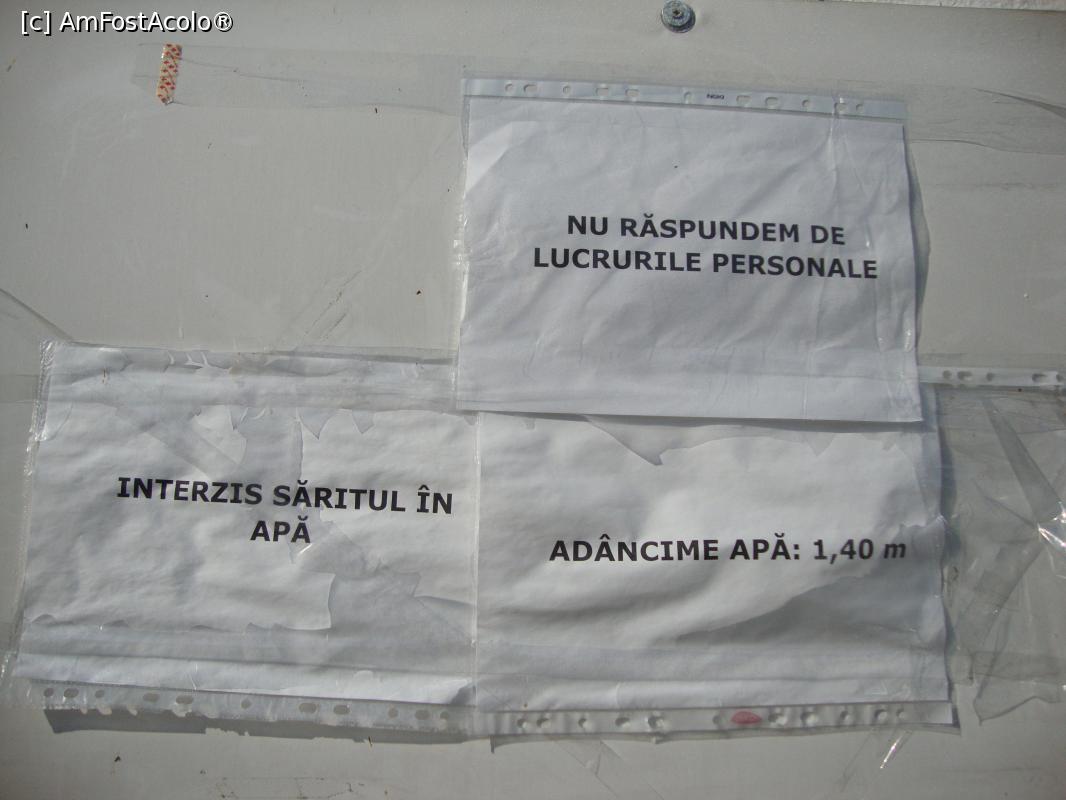 [c] AmFostAcolo®
NU RĂSPUNDEM DE
LUCRURILE PERSONALE
INTERZIS SĂRITUL ÎN
APĂ
ADÂNCIME APĂ: 1,40 m